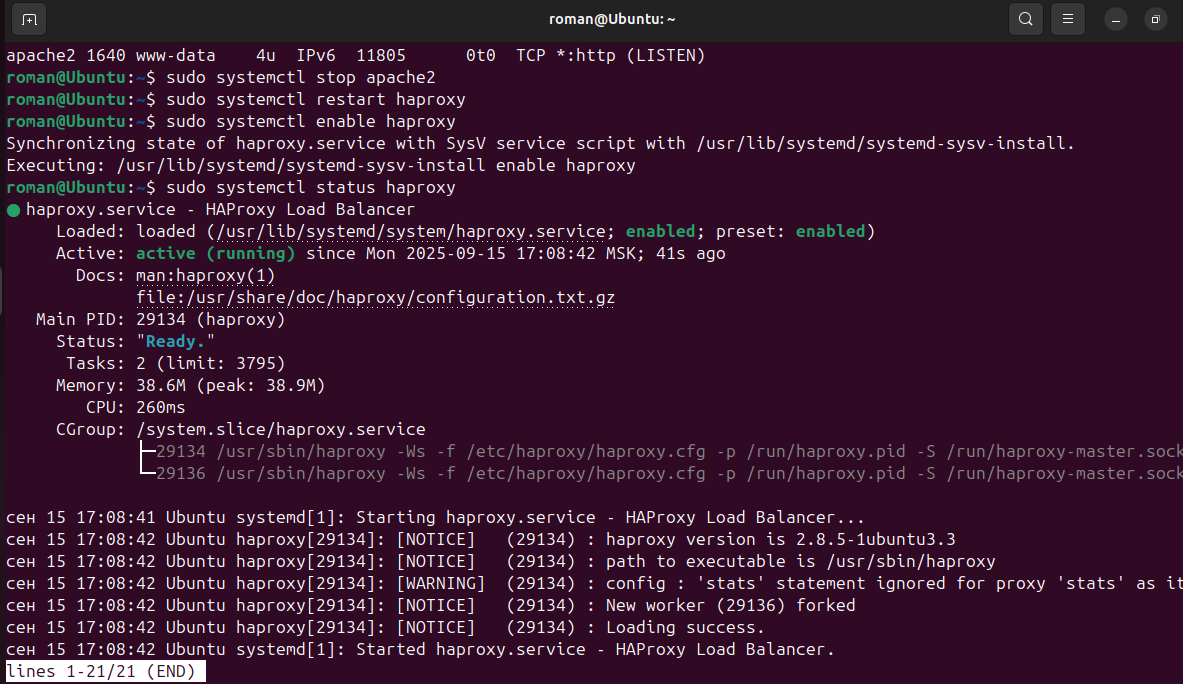 roman@Ubuntu: ~
apache2 1640 www-data    4u  IPv6  11805      0t0  TCP *:http (LISTEN)
roman@Ubuntu:~$ sudo systemctl stop apache2
roman@Ubuntu:~$ sudo systemctl restart haproxy
roman@Ubuntu:~$ sudo systemctl enable haproxy
Synchronizing state of haproxy.service with SysV service script with /usr/lib/systemd/systemd-sysv-install.
Executing: /usr/lib/systemd/systemd-sysv-install enable haproxy
roman@Ubuntu:~$ sudo systemctl status haproxy
● haproxy.service - HAProxy Load Balancer
     Loaded: loaded (/usr/lib/systemd/system/haproxy.service; enabled; preset: enabled)
     Active: active (running) since Mon 2025-09-15 17:08:42 MSK; 41s ago
       Docs: man:haproxy(1)
             file:/usr/share/doc/haproxy/configuration.txt.gz
   Main PID: 29134 (haproxy)
     Status: "Ready."
      Tasks: 2 (limit: 3795)
     Memory: 38.6M (peak: 38.9M)
        CPU: 260ms
     CGroup: /system.slice/haproxy.service
             ├─29134 /usr/sbin/haproxy -Ws -f /etc/haproxy/haproxy.cfg -p /run/haproxy.pid -S /run/haproxy-master.sock
             └─29136 /usr/sbin/haproxy -Ws -f /etc/haproxy/haproxy.cfg -p /run/haproxy.pid -S /run/haproxy-master.sock
сен 15 17:08:41 Ubuntu systemd[1]: Starting haproxy.service - HAProxy Load Balancer...
сен 15 17:08:42 Ubuntu haproxy[29134]: [NOTICE]   (29134) : haproxy version is 2.8.5-1ubuntu3.3
сен 15 17:08:42 Ubuntu haproxy[29134]: [NOTICE]   (29134) : path to executable is /usr/sbin/haproxy
сен 15 17:08:42 Ubuntu haproxy[29134]: [WARNING]  (29134) : config : 'stats' statement ignored for proxy 'stats' as it
сен 15 17:08:42 Ubuntu haproxy[29134]: [NOTICE]   (29134) : New worker (29136) forked
сен 15 17:08:42 Ubuntu haproxy[29134]: [NOTICE]   (29134) : Loading success.
сен 15 17:08:42 Ubuntu systemd[1]: Started haproxy.service - HAProxy Load Balancer.
lines 1-21/21 (END)